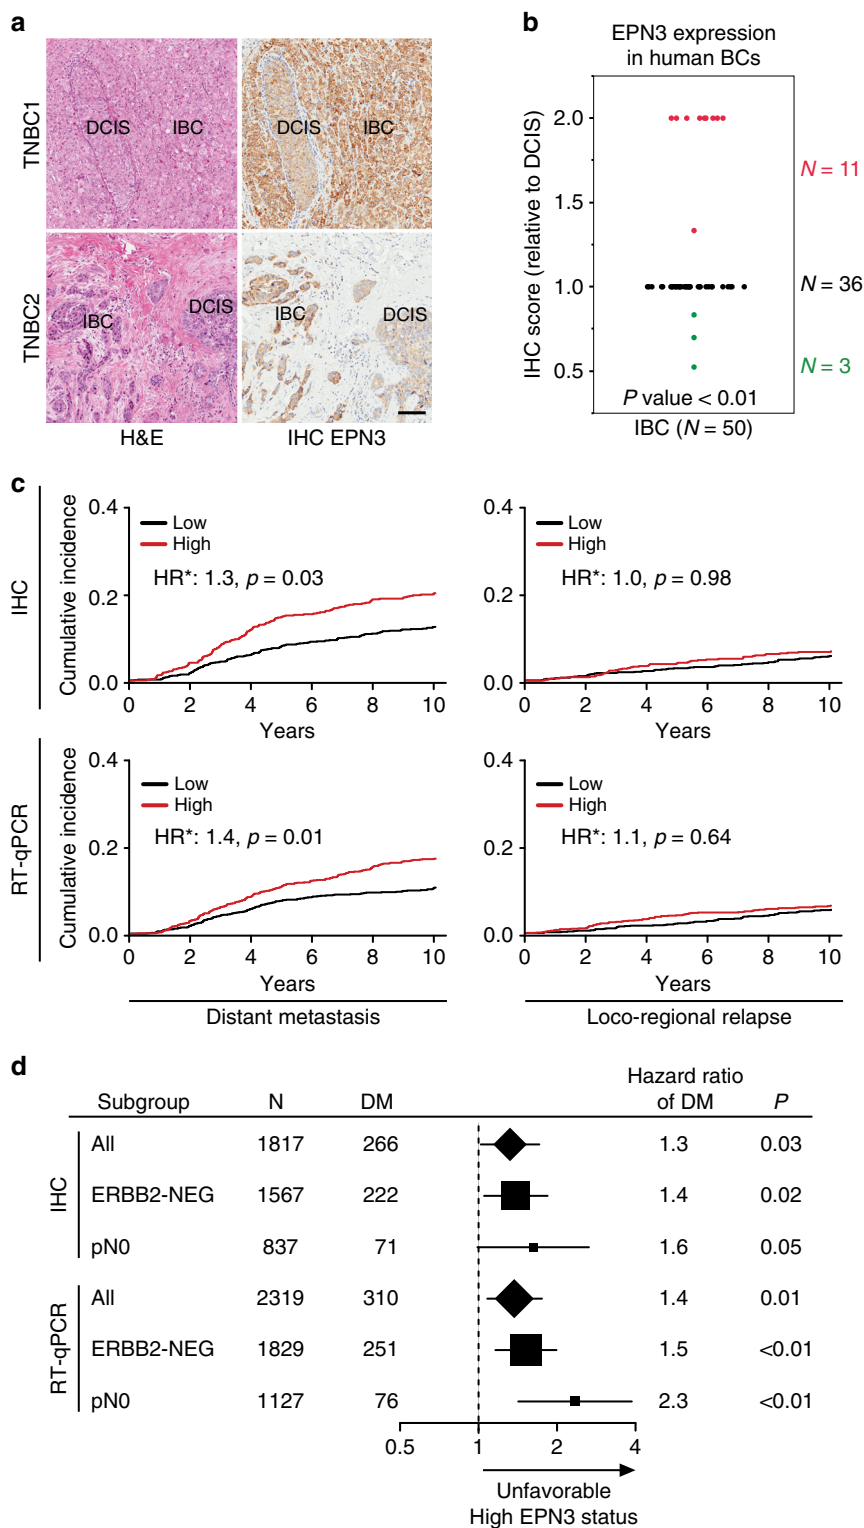 a
TNBC1
DCIS
IBC
DCIS
IBC
TNBC2
IBC
DCIS
IBC
DCIS
H&E
IHC EPN3
b
EPN3 expression
in human BCs
IHC score (relative to DCIS)
2.0
1.5
1.0
0.5
N = 11
N = 36
N = 3
P value < 0.01
IBC (N = 50)
c
IHC
Cumulative incidence
0.4
0.2
0.0
Low
High
HR*: 1.3, p = 0.03
0 2 4 6 8 10
Years
0.4
0.2
0.0
Low
High
HR*: 1.0, p = 0.98
0 2 4 6 8 10
Years
RT-qPCR
Cumulative incidence
0.4
0.2
0.0
Low
High
HR*: 1.4, p = 0.01
0 2 4 6 8 10
Years
Distant metastasis
0.4
0.2
0.0
Low
High
HR*: 1.1, p = 0.64
0 2 4 6 8 10
Years
Loco-regional relapse
d
Subgroup N DM Hazard ratio of DM P
IHC
All 1817 266 1.3 0.03
ERBB2-NEG 1567 222 1.4 0.02
pN0 837 71 1.6 0.05
RT-qPCR
All 2319 310 1.4 0.01
ERBB2-NEG 1829 251 1.5 <0.01
pN0 1127 76 2.3 <0.01
0.5 1 2 4
Unfavorable
High EPN3 status